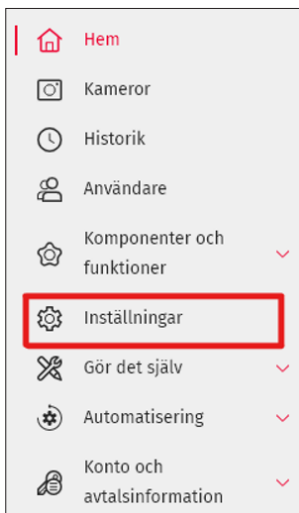 Hem
Kameror
Historik
Användare
Komponenter och
funktioner
Inställningar
Gör det själv
Automatisering
Konto och
avtalsinformation